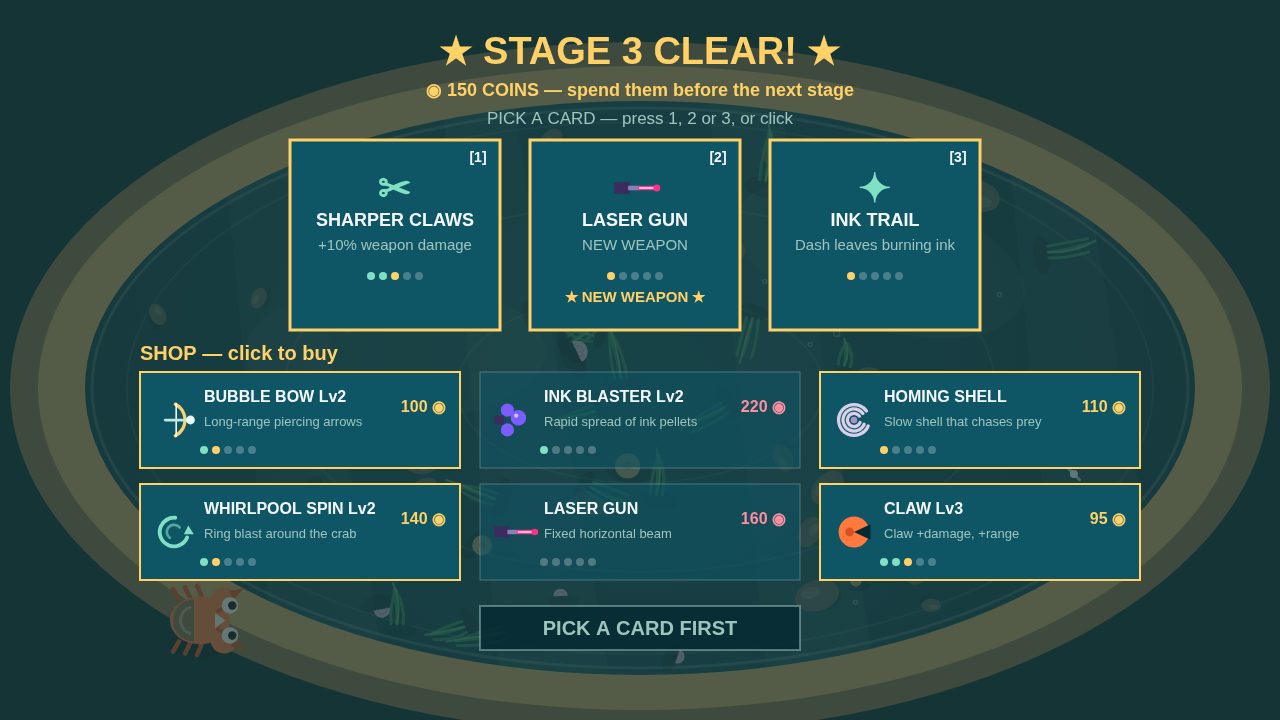 ★ STAGE 3 CLEAR! ★
◉ 150 COINS — spend them before the next stage
PICK A CARD — press 1, 2 or 3, or click
[1]
SHARPER CLAWS
+10% weapon damage
[2]
LASER GUN
NEW WEAPON
★ NEW WEAPON ★
[3]
INK TRAIL
Dash leaves burning ink
SHOP — click to buy
BUBBLE BOW Lv2
Long-range piercing arrows
100 ◉
INK BLASTER Lv2
Rapid spread of ink pellets
220 ◉
HOMING SHELL
Slow shell that chases prey
110 ◉
WHIRLPOOL SPIN Lv2
Ring blast around the crab
140 ◉
LASER GUN
Fixed horizontal beam
160 ◉
CLAW Lv3
Claw +damage, +range
95 ◉
PICK A CARD FIRST